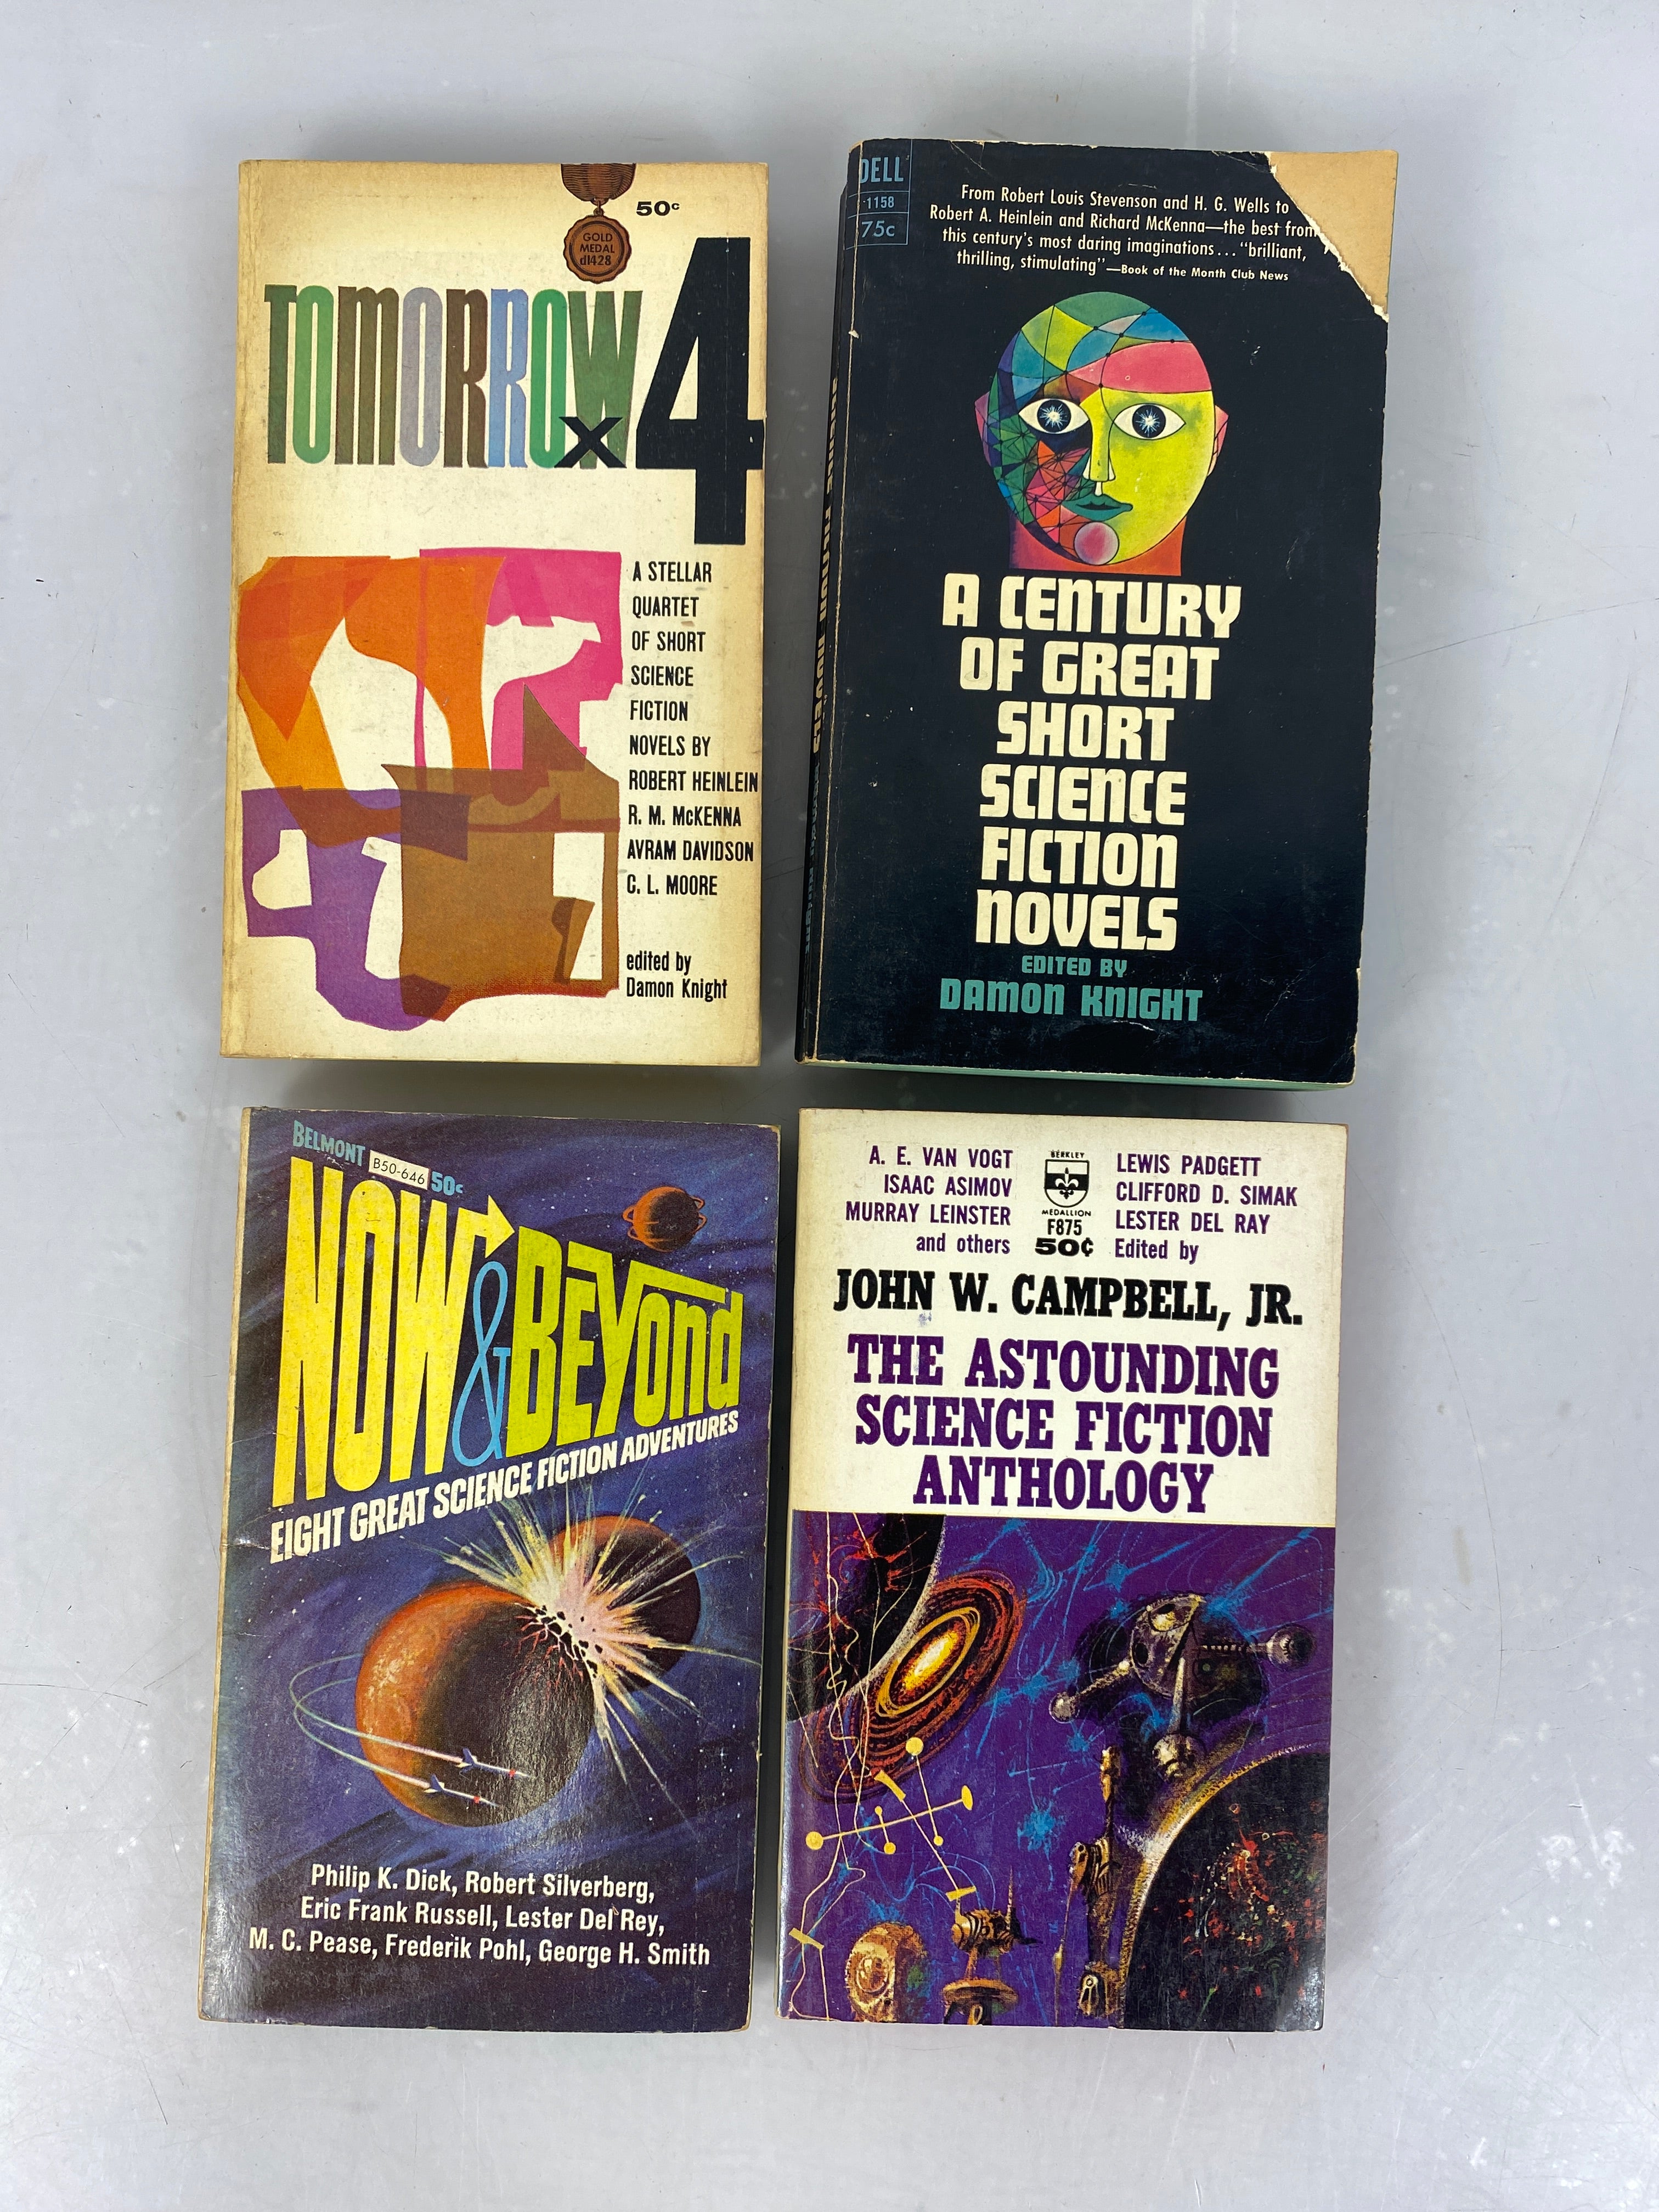 50¢
GOLD
MEDAL
d1428
TOMORROW
x4
A STELLAR
QUARTET
OF SHORT
SCIENCE
FICTION
NOVELS BY
ROBERT HEINLEIN
R. M. McKENNA
AVRAM DAVIDSON
C. L. MOORE
edited by
Damon Knight
DELL
1158
75c
From Robert Louis Stevenson and H. G. Wells to
Robert A. Heinlein and Richard McKenna—the best from
this century's most daring imaginations... "brilliant,
thrilling, stimulating"—Book of the Month Club News
A CENTURY
OF GREAT
SHORT
SCIENCE
FICTION
NOVELS
EDITED BY
DAMON KNIGHT
BELMONT B50-646 50¢
NOW & BEYOND
EIGHT GREAT SCIENCE FICTION ADVENTURES
Philip K. Dick, Robert Silverberg,
Eric Frank Russell, Lester Del Rey,
M. C. Pease, Frederik Pohl, George H. Smith
A. E. VAN VOGT
ISAAC ASIMOV
MURRAY LEINSTER
and others
BERKLEY
MEDALLION
F875
50¢
LEWIS PADGETT
CLIFFORD D. SIMAK
LESTER DEL RAY
Edited by
JOHN W. CAMPBELL, JR.
THE ASTOUNDING
SCIENCE FICTION
ANTHOLOGY